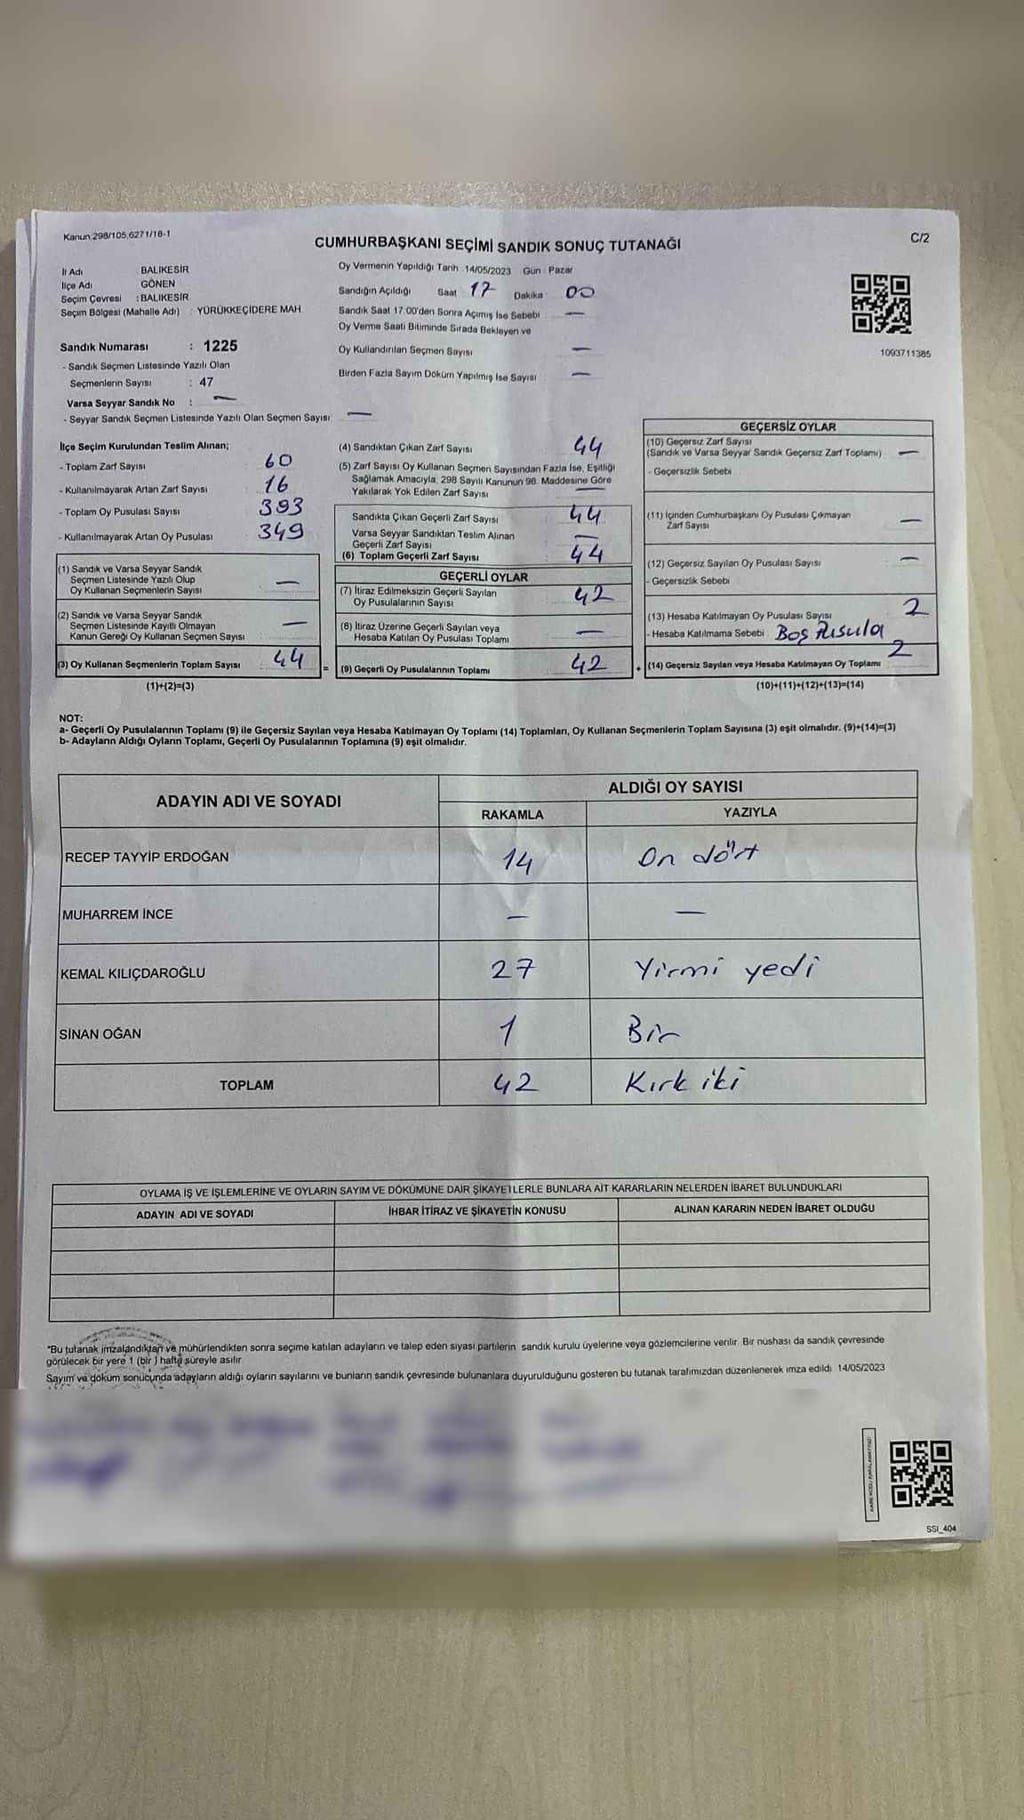 Kanun 298/105,6271/18-1
CUMHURBAŞKANI SEÇİMİ SANDIK SONUÇ TUTANAĞI
C/2
İl Adı BALIKESİR
İlçe Adı GÖNEN
Seçim Çevresi : BALIKESİR
Seçim Bölgesi (Mahalle Adı) : YÜRÜKKEÇİDERE MAH
Sandık Numarası : 1225
- Sandık Seçmen Listesinde Yazılı Olan
Seçmenlerin Sayısı : 47
Varsa Seyyar Sandık No : —
- Seyyar Sandık Seçmen Listesinde Yazılı Olan Seçmen Sayısı —
Oy Vermenin Yapıldığı Tarih 14/05/2023 Gün : Pazar
Sandığın Açıldığı Saat 17 Dakika 00
Sandık Saat 17:00'den Sonra Açımış İse Sebebi —
Oy Verme Saati Bitiminde Sırada Bekleyen ve
Oy Kullandırılan Seçmen Sayısı —
Birden Fazla Sayım Döküm Yapılmış İse Sayısı —
1093711385
İlçe Seçim Kurulundan Teslim Alınan;
- Toplam Zarf Sayısı 60
- Kullanılmayarak Artan Zarf Sayısı 16
- Toplam Oy Pusulası Sayısı 393
- Kullanılmayarak Artan Oy Pusulası 349
(1) Sandık ve Varsa Seyyar Sandık
Seçmen Listesinde Yazılı Olup
Oy Kullanan Seçmenlerin Sayısı —
(2) Sandık ve Varsa Seyyar Sandık
Seçmen Listesinde Kayıtlı Olmayan
Kanun Gereği Oy Kullanan Seçmen Sayısı —
(3) Oy Kullanan Seçmenlerin Toplam Sayısı 44 =
(1)+(2)=(3)
(4) Sandıktan Çıkan Zarf Sayısı 44
(5) Zarf Sayısı Oy Kullanan Seçmen Sayısından Fazla İse, Eşitliği
Sağlamak Amacıyla, 298 Sayılı Kanunun 98. Maddesine Göre
Yakılarak Yok Edilen Zarf Sayısı —
Sandıkta Çıkan Geçerli Zarf Sayısı 44
Varsa Seyyar Sandıktan Teslim Alınan
Geçerli Zarf Sayısı —
(6) Toplam Geçerli Zarf Sayısı 44
GEÇERLİ OYLAR
(7) İtiraz Edilmeksizin Geçerli Sayılan
Oy Pusulalarının Sayısı 42
(8) İtiraz Üzerine Geçerli Sayılan veya
Hesaba Katılan Oy Pusulası Toplamı —
(9) Geçerli Oy Pusulalarının Toplamı 42 +
GEÇERSİZ OYLAR
(10) Geçersiz Zarf Sayısı
(Sandık ve Varsa Seyyar Sandık Geçersiz Zarf Toplamı) —
- Geçersizlik Sebebi
(11) İçinden Cumhurbaşkanı Oy Pusulası Çıkmayan
Zarf Sayısı —
(12) Geçersiz Sayılan Oy Pusulası Sayısı —
- Geçersizlik Sebebi
(13) Hesaba Katılmayan Oy Pusulası Sayısı 2
- Hesaba Katılmama Sebebi : Boş Pusula
(14) Geçersiz Sayılan veya Hesaba Katılmayan Oy Toplamı 2
(10)+(11)+(12)+(13)=(14)
NOT:
a- Geçerli Oy Pusulalarının Toplamı (9) ile Geçersiz Sayılan veya Hesaba Katılmayan Oy Toplamı (14) Toplamları, Oy Kullanan Seçmenlerin Toplam Sayısına (3) eşit olmalıdır. (9)+(14)=(3)
b- Adayların Aldığı Oyların Toplamı, Geçerli Oy Pusulalarının Toplamına (9) eşit olmalıdır.
ADAYIN ADI VE SOYADI
ALDIĞI OY SAYISI
RAKAMLA YAZIYLA
RECEP TAYYİP ERDOĞAN 14 On dört
MUHARREM İNCE — —
KEMAL KILIÇDAROĞLU 27 Yirmi yedi
SİNAN OĞAN 1 Bir
TOPLAM 42 Kırk iki
OYLAMA İŞ VE İŞLEMLERİNE VE OYLARIN SAYIM VE DÖKÜMÜNE DAİR ŞİKAYETLERLE BUNLARA AİT KARARLARIN NELERDEN İBARET BULUNDUKLARI
ADAYIN ADI VE SOYADI İHBAR İTİRAZ VE ŞİKAYETİN KONUSU ALINAN KARARIN NEDEN İBARET OLDUĞU
"Bu tutanak imzalandıktan ve mühürlendikten sonra seçime katılan adayların ve talep eden siyasi partilerin sandık kurulu üyelerine veya gözlemcilerine verilir. Bir nüshası da sandık çevresinde
görülecek bir yere 1 (bir) hafta süreyle asılır
Sayım ve döküm sonucunda adayların aldığı oyların sayılarını ve bunların sandık çevresinde bulunanlara duyurulduğunu gösteren bu tutanak tarafımızdan düzenlenerek imza edildi 14/05/2023
SSI_404